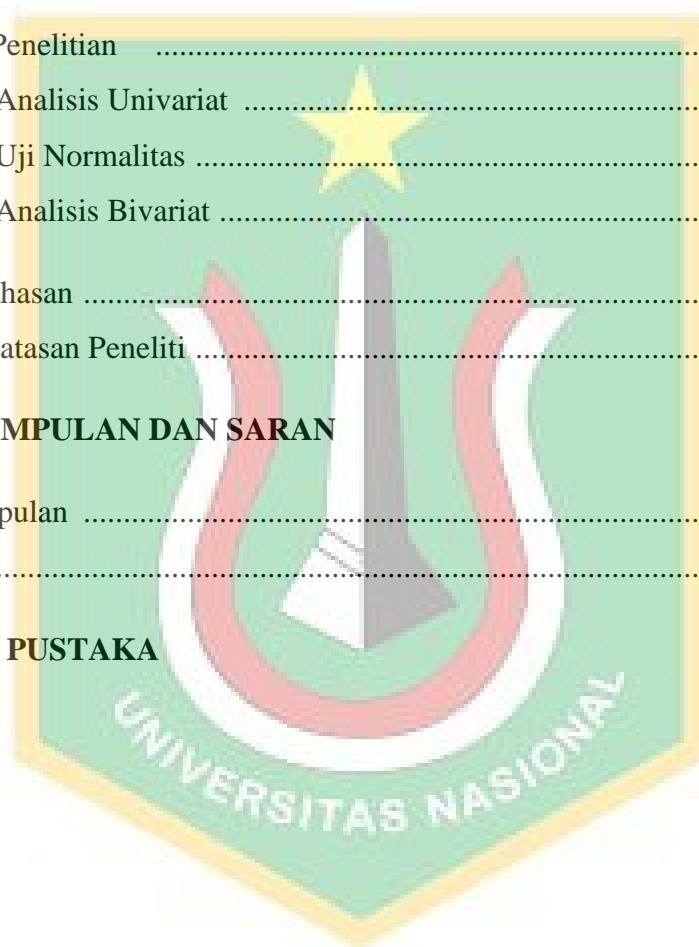 Penelitian ....................................................................
Analisis Univariat ........................................................
Uji Normalitas ..............................................................
Analisis Bivariat ...........................................................
hasan .............................................................................
atasan Peneliti ...............................................................
MPULAN DAN SARAN
pulan .............................................................................
........................................................................................
PUSTAKA
UNIVERSITAS NASIONAL